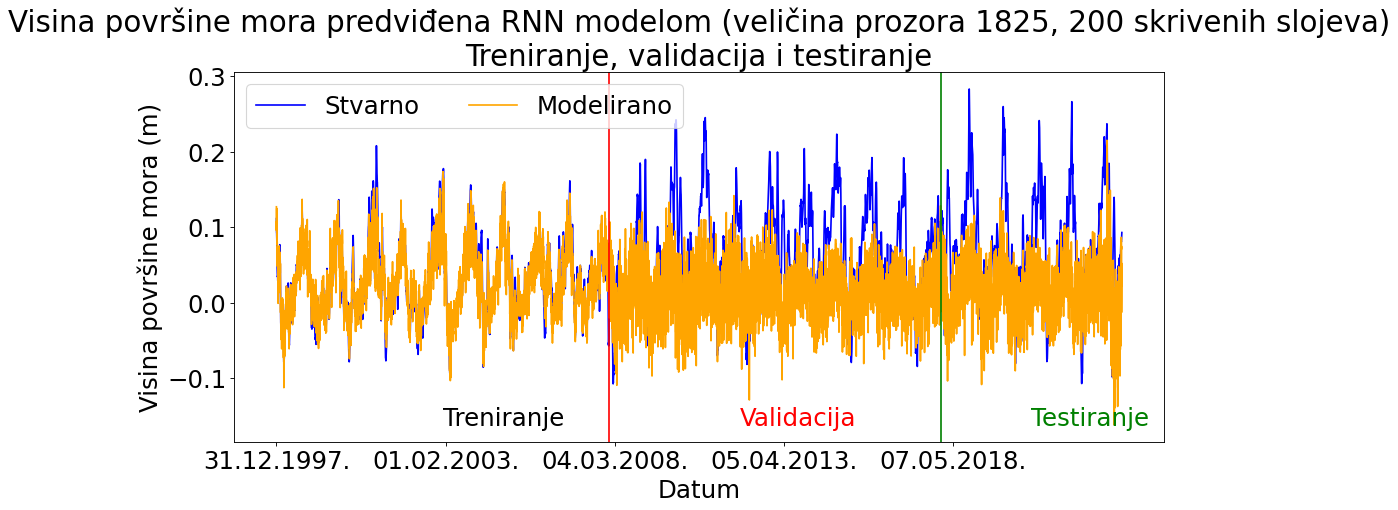 Visina površine mora predviđena RNN modelom (veličina prozora 1825, 200 skrivenih slojeva)
Treniranje, validacija i testiranje
Stvarno
Modelirano
Visina površine mora (m)
0.3
0.2
0.1
0.0
−0.1
Treniranje
Validacija
Testiranje
31.12.1997.
01.02.2003.
04.03.2008.
05.04.2013.
07.05.2018.
Datum